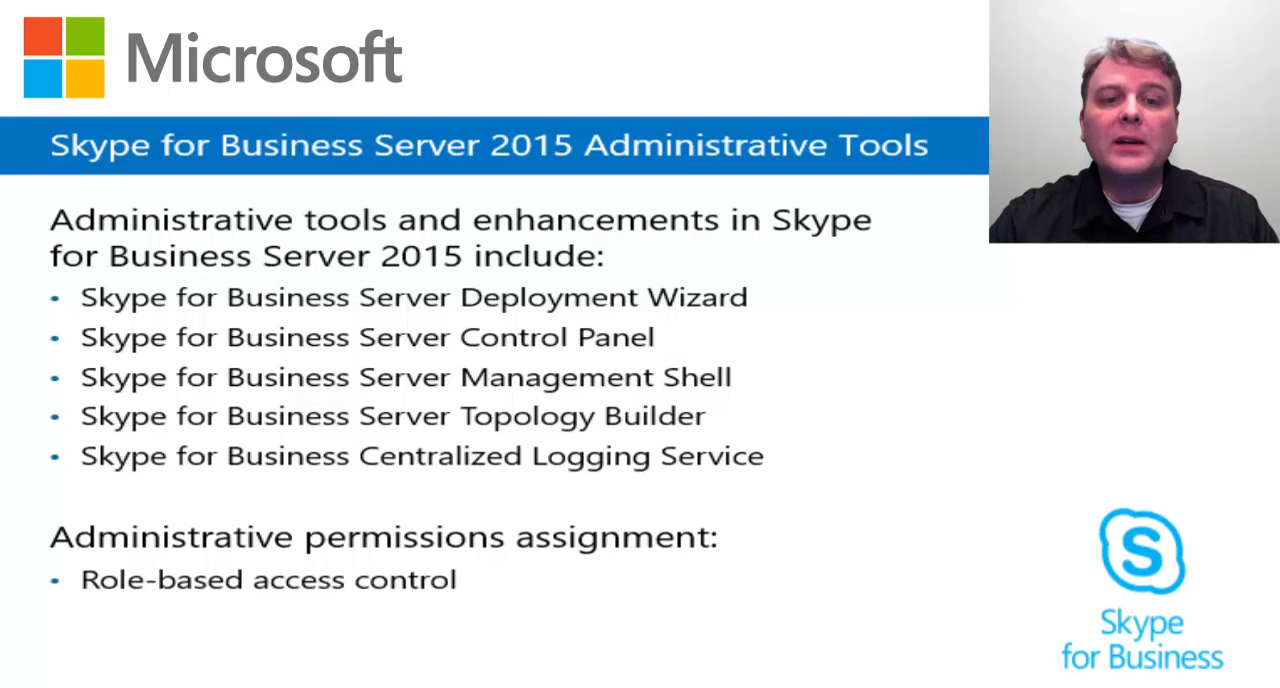 Microsoft
Skype for Business Server 2015 Administrative Tools
Administrative tools and enhancements in Skype
for Business Server 2015 include:
• Skype for Business Server Deployment Wizard
• Skype for Business Server Control Panel
• Skype for Business Server Management Shell
• Skype for Business Server Topology Builder
• Skype for Business Centralized Logging Service
Administrative permissions assignment:
• Role-based access control
S
Skype
for Business